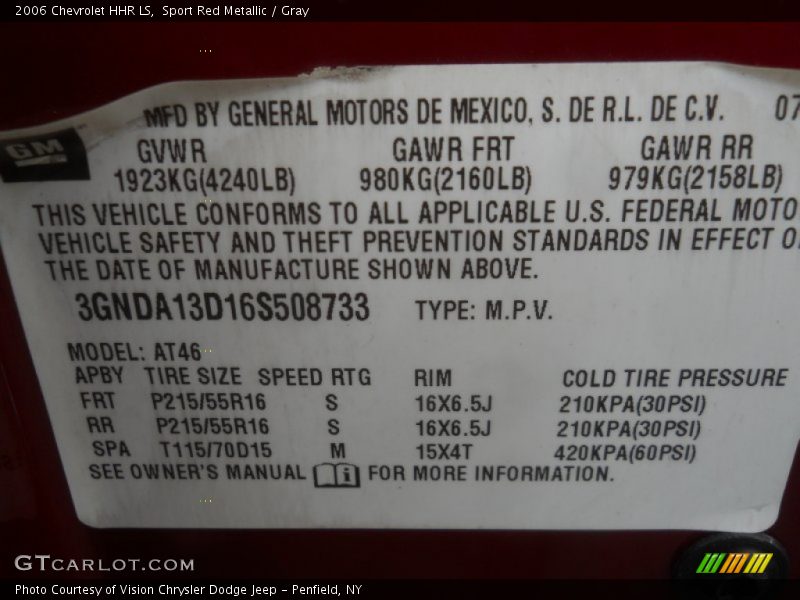 2006 Chevrolet HHR LS, Sport Red Metallic / Gray
MFD BY GENERAL MOTORS DE MEXICO, S. DE R.L. DE C.V. 07
GM
GVWR GAWR FRT GAWR RR
1923KG(4240LB) 980KG(2160LB) 979KG(2158LB)
THIS VEHICLE CONFORMS TO ALL APPLICABLE U.S. FEDERAL MOTO
VEHICLE SAFETY AND THEFT PREVENTION STANDARDS IN EFFECT O
THE DATE OF MANUFACTURE SHOWN ABOVE.
3GNDA13D16S508733 TYPE: M.P.V.
MODEL: AT46
APBY TIRE SIZE SPEED RTG RIM COLD TIRE PRESSURE
FRT P215/55R16 S 16X6.5J 210KPA(30PSI)
RR P215/55R16 S 16X6.5J 210KPA(30PSI)
SPA T115/70D15 M 15X4T 420KPA(60PSI)
SEE OWNER'S MANUAL i FOR MORE INFORMATION.
GTCARLOT.COM
Photo Courtesy of Vision Chrysler Dodge Jeep - Penfield, NY